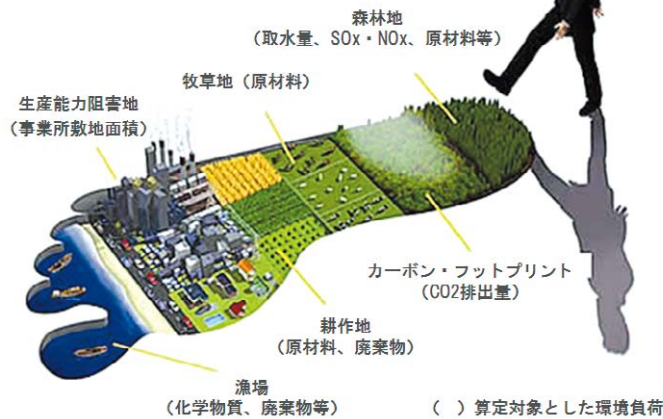 森林地
（取水量、SOx・NOx、原材料等）
牧草地（原材料）
生産能力阻害地
（事業所敷地面積）
カーボン・フットプリント
（CO2排出量）
耕作地
（原材料、廃棄物）
漁場
（化学物質、廃棄物等）
（　）算定対象とした環境負荷